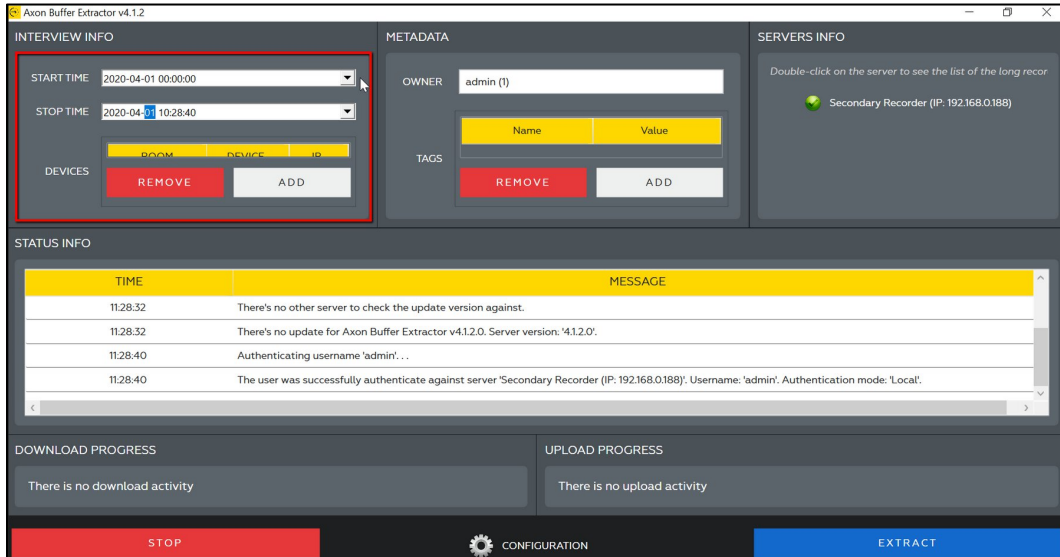 Axon Buffer Extractor v4.1.2
INTERVIEW INFO
START TIME 2020-04-01 00:00:00
STOP TIME 2020-04-01 10:28:40
DEVICES
ROOM DEVICE IP
REMOVE ADD
METADATA
OWNER admin (1)
TAGS
Name Value
REMOVE ADD
SERVERS INFO
Double-click on the server to see the list of the long recor
Secondary Recorder (IP: 192.168.0.188)
STATUS INFO
TIME MESSAGE
11:28:32 There's no other server to check the update version against.
11:28:32 There's no update for Axon Buffer Extractor v4.1.2.0. Server version: '4.1.2.0'.
11:28:40 Authenticating username 'admin'. . .
11:28:40 The user was successfully authenticate against server 'Secondary Recorder (IP: 192.168.0.188)'. Username: 'admin'. Authentication mode: 'Local'.
DOWNLOAD PROGRESS
There is no download activity
UPLOAD PROGRESS
There is no upload activity
STOP
CONFIGURATION
EXTRACT